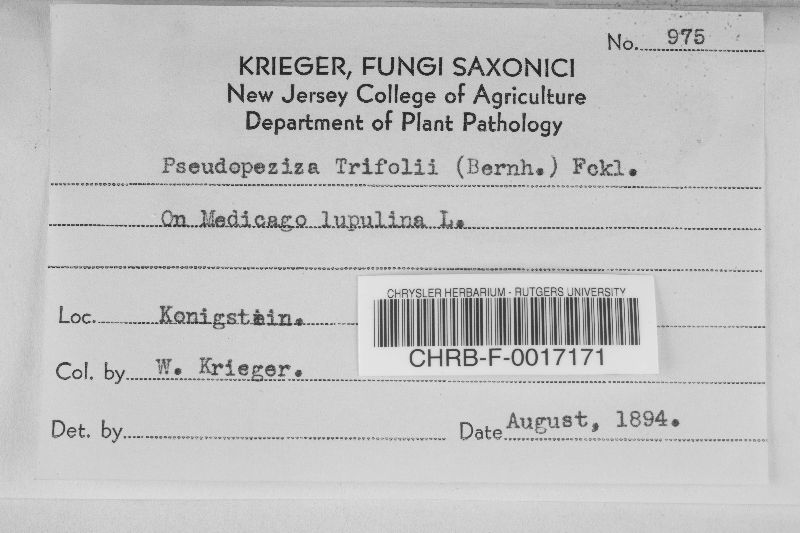 No. 975
KRIEGER, FUNGI SAXONICI
New Jersey College of Agriculture
Department of Plant Pathology
Pseudopeziza Trifolii (Bernh.) Fckl.
On Medicago lupulina L.
CHRYSLER HERBARIUM - RUTGERS UNIVERSITY
Loc. Konigstein.
CHRB-F-0017171
Col. by W. Krieger.
Det. by
Date August, 1894.